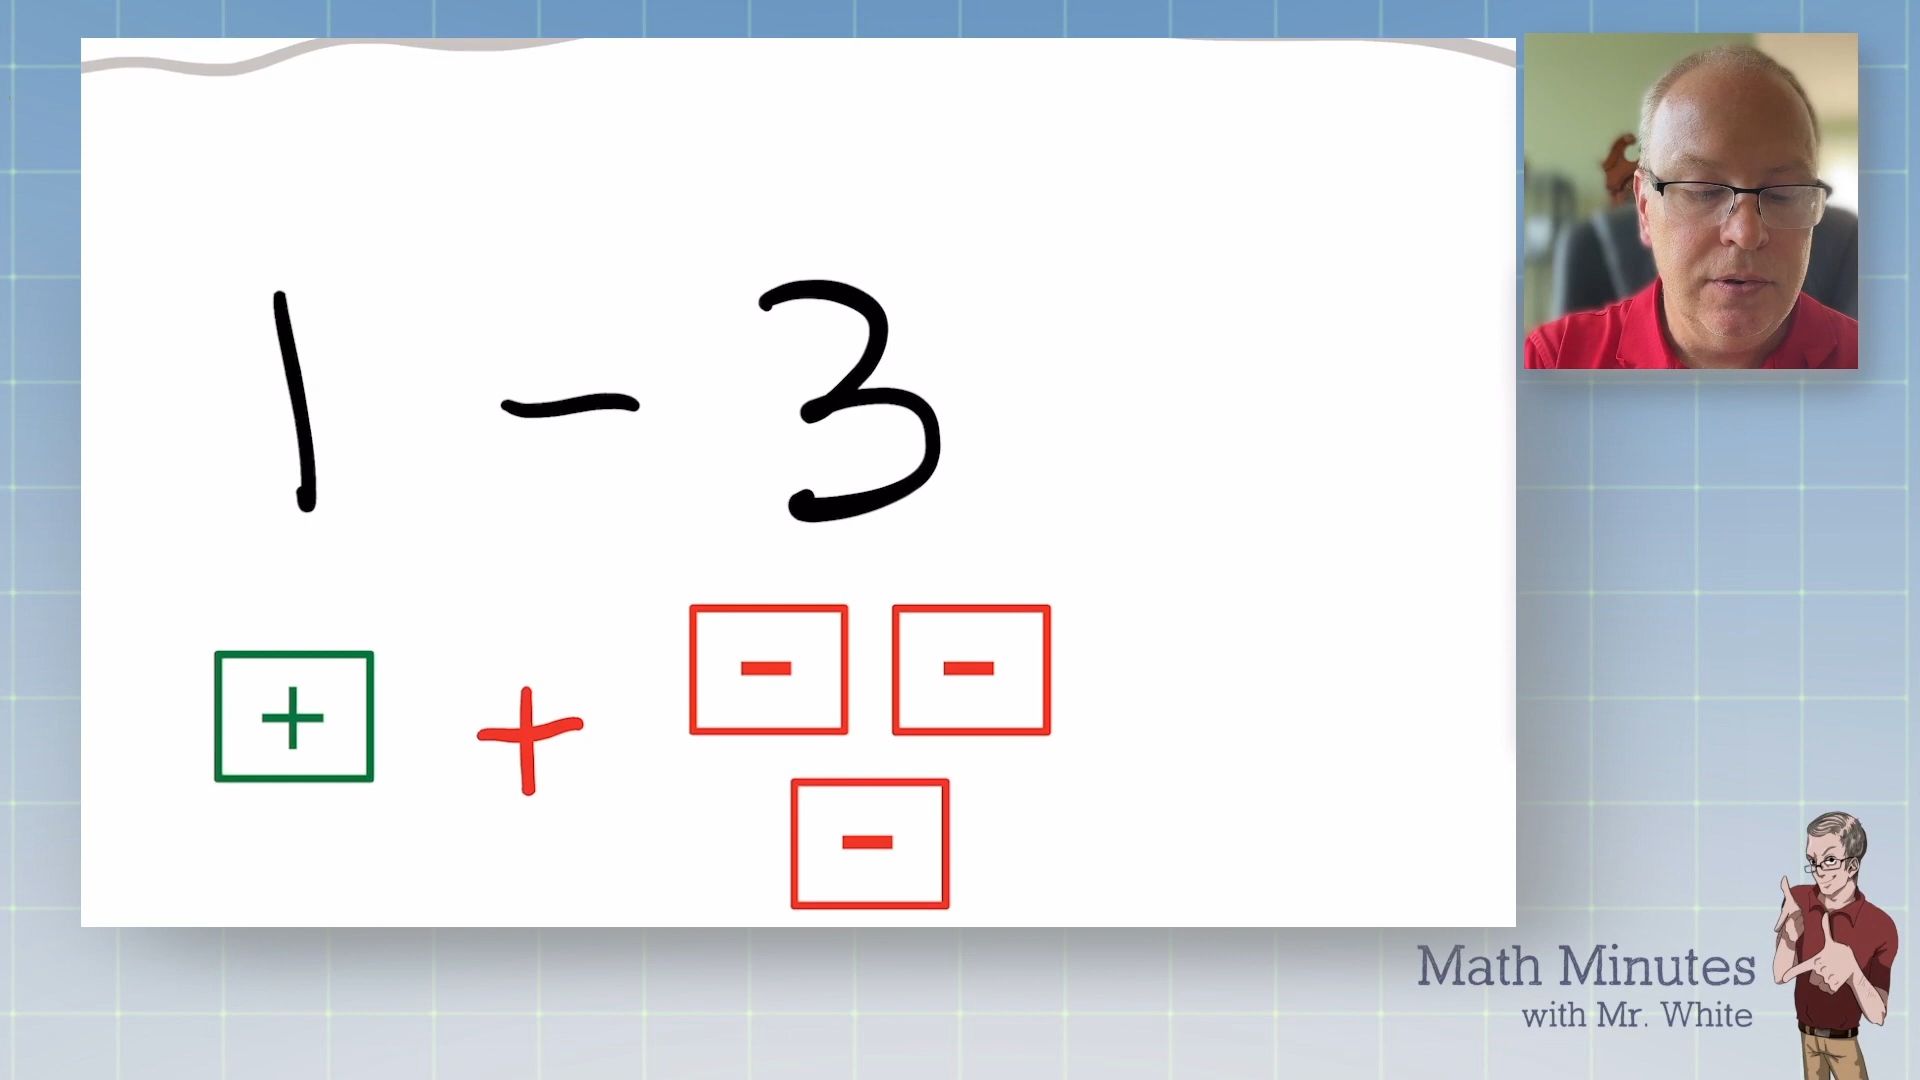 1 - 3
+ + - -
-
Math Minutes
with Mr. White